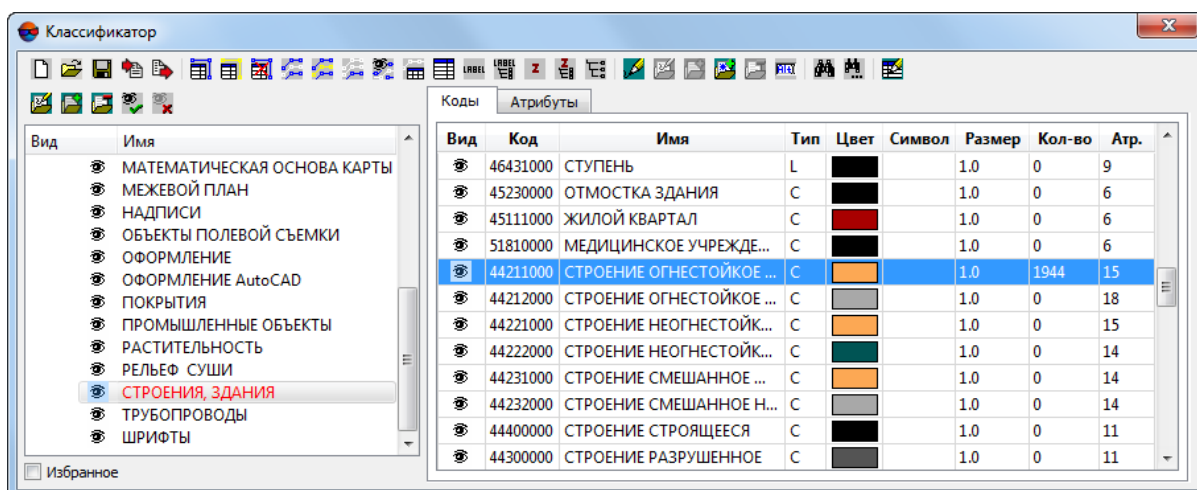 Классификатор
LABEL LABEL Z Z
Коды Атрибуты
Вид Имя
МАТЕМАТИЧЕСКАЯ ОСНОВА КАРТЫ
МЕЖЕВОЙ ПЛАН
НАДПИСИ
ОБЪЕКТЫ ПОЛЕВОЙ СЪЕМКИ
ОФОРМЛЕНИЕ
ОФОРМЛЕНИЕ AutoCAD
ПОКРЫТИЯ
ПРОМЫШЛЕННЫЕ ОБЪЕКТЫ
РАСТИТЕЛЬНОСТЬ
РЕЛЬЕФ СУШИ
СТРОЕНИЯ, ЗДАНИЯ
ТРУБОПРОВОДЫ
ШРИФТЫ
Избранное
Вид Код Имя Тип Цвет Символ Размер Кол-во Атр.
46431000 СТУПЕНЬ L 1.0 0 9
45230000 ОТМОСТКА ЗДАНИЯ C 1.0 0 6
45111000 ЖИЛОЙ КВАРТАЛ C 1.0 0 6
51810000 МЕДИЦИНСКОЕ УЧРЕЖДЕ... C 1.0 0 6
44211000 СТРОЕНИЕ ОГНЕСТОЙКОЕ ... C 1.0 1944 15
44212000 СТРОЕНИЕ ОГНЕСТОЙКОЕ ... C 1.0 0 18
44221000 СТРОЕНИЕ НЕОГНЕСТОЙК... C 1.0 0 15
44222000 СТРОЕНИЕ НЕОГНЕСТОЙК... C 1.0 0 14
44231000 СТРОЕНИЕ СМЕШАННОЕ ... C 1.0 0 14
44232000 СТРОЕНИЕ СМЕШАННОЕ Н... C 1.0 0 14
44400000 СТРОЕНИЕ СТРОЯЩЕЕСЯ C 1.0 0 11
44300000 СТРОЕНИЕ РАЗРУШЕННОЕ C 1.0 0 11